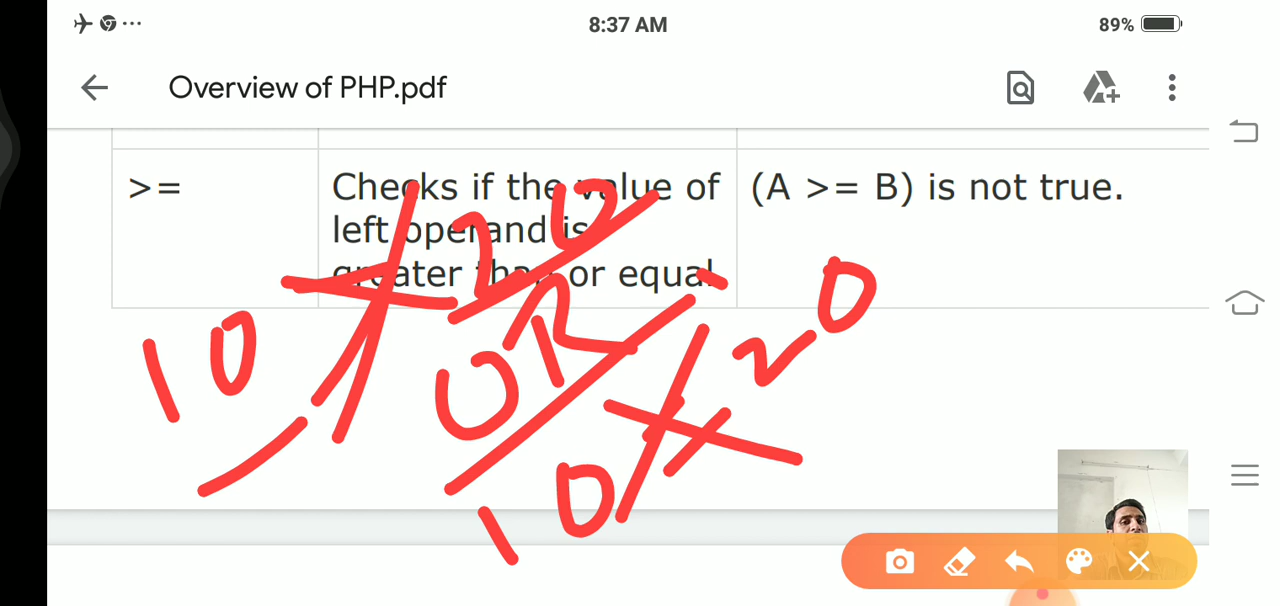 8:37 AM
89%
Overview of PHP.pdf
>= Checks if the value of (A >= B) is not true.
left operand is
greater than or equal
20
10
OR
20
10